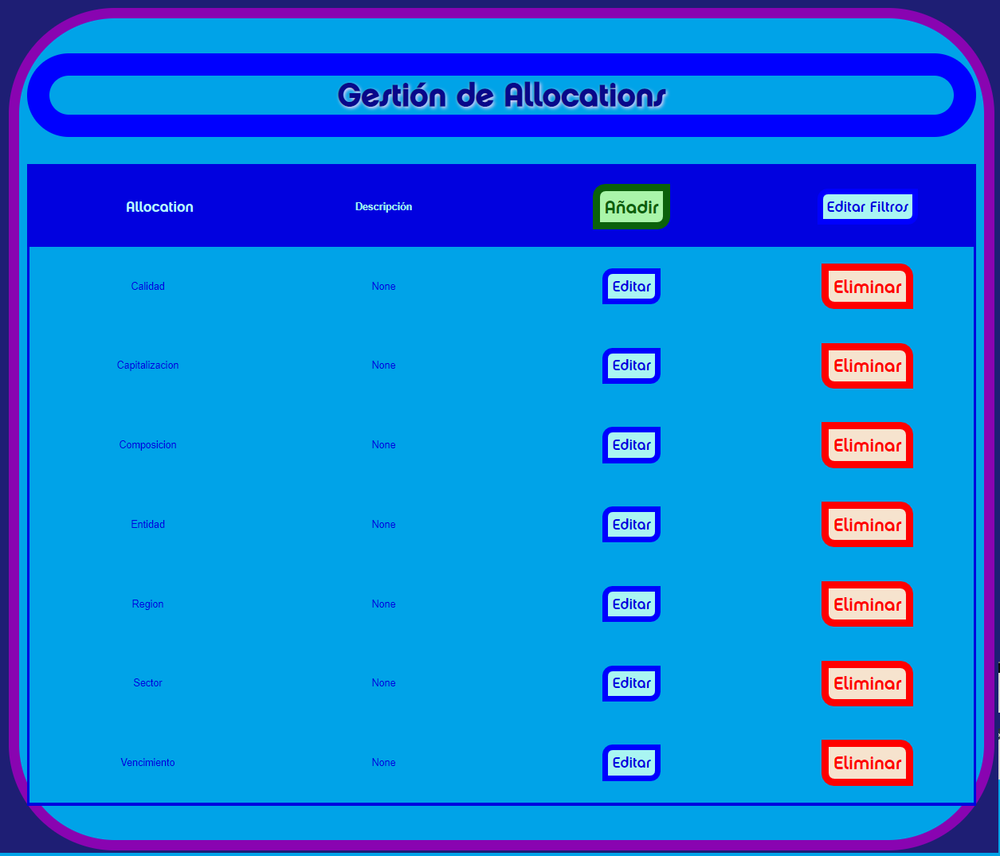 Gestión de Allocations
Allocation Descripción Añadir Editar Filtros
Calidad None Editar Eliminar
Capitalizacion None Editar Eliminar
Composicion None Editar Eliminar
Entidad None Editar Eliminar
Region None Editar Eliminar
Sector None Editar Eliminar
Vencimiento None Editar Eliminar